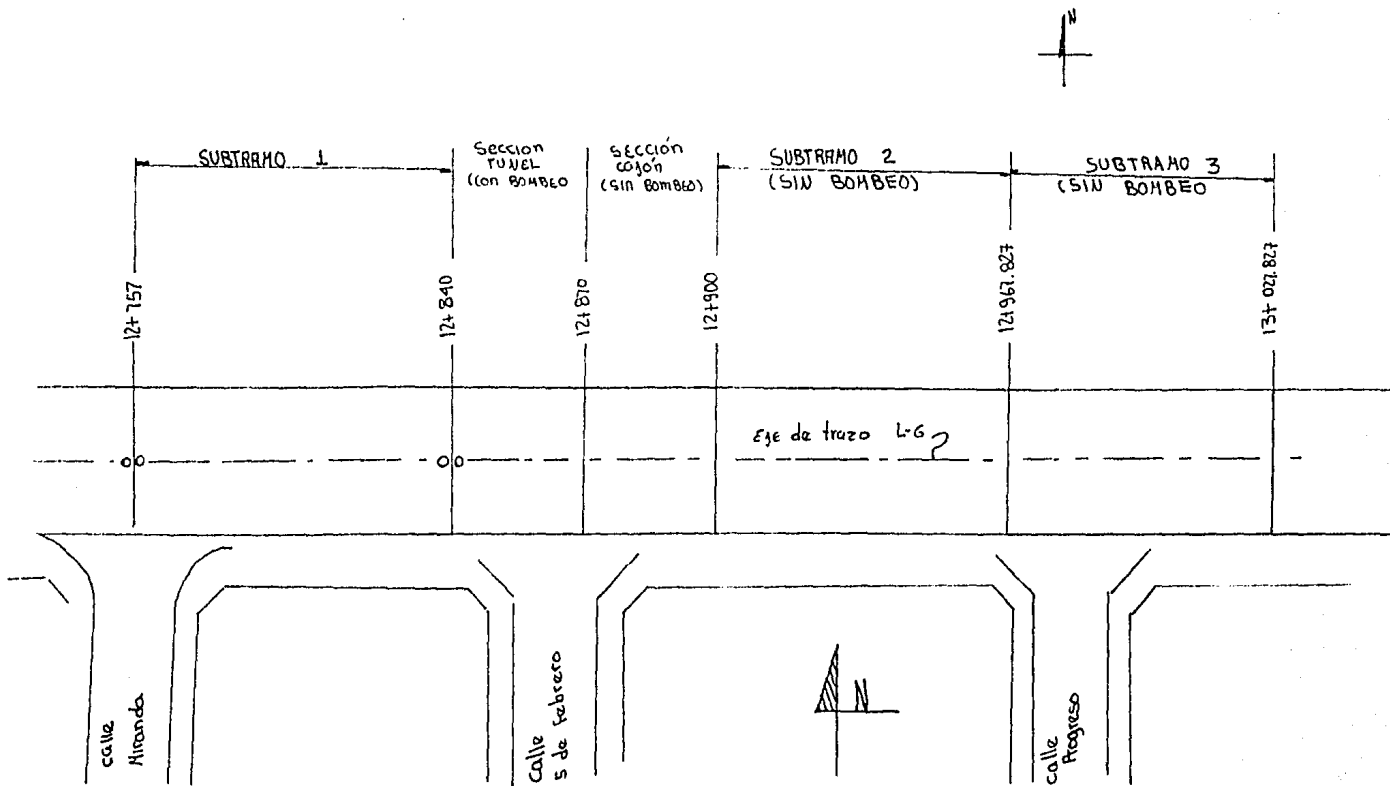 N
SUBTRAMO 1
Seccion
TUNEL
(Con BOMBEO
SECCIÓN
cajón
(SIN BOMBEO)
SUBTRAMO 2
(SIN BOMBEO)
SUBTRAMO 3
(SIN BOMBEO
12+757
12+840
12+870
12+900
12+967.827
13+027.827
Eje de trazo L-6
calle
Miranda
Calle
5 de Febrero
N
calle
Progreso